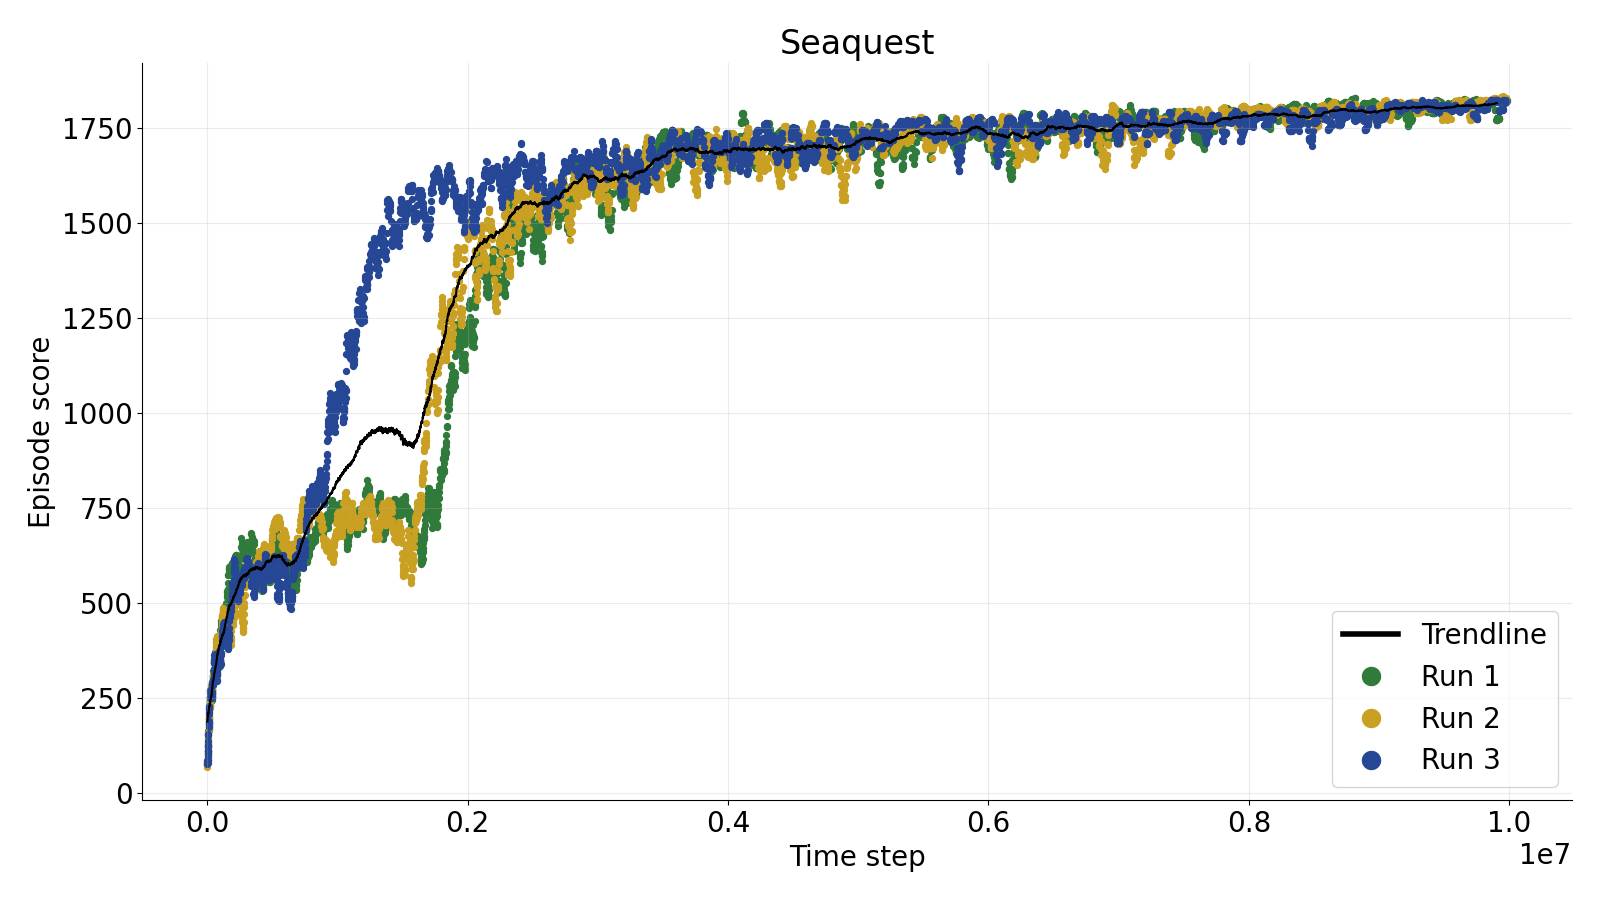 Seaquest
Episode score
1750
1500
1250
1000
750
500
250
0
Trendline
Run 1
Run 2
Run 3
0.0 0.2 0.4 0.6 0.8 1.0
1e7
Time step